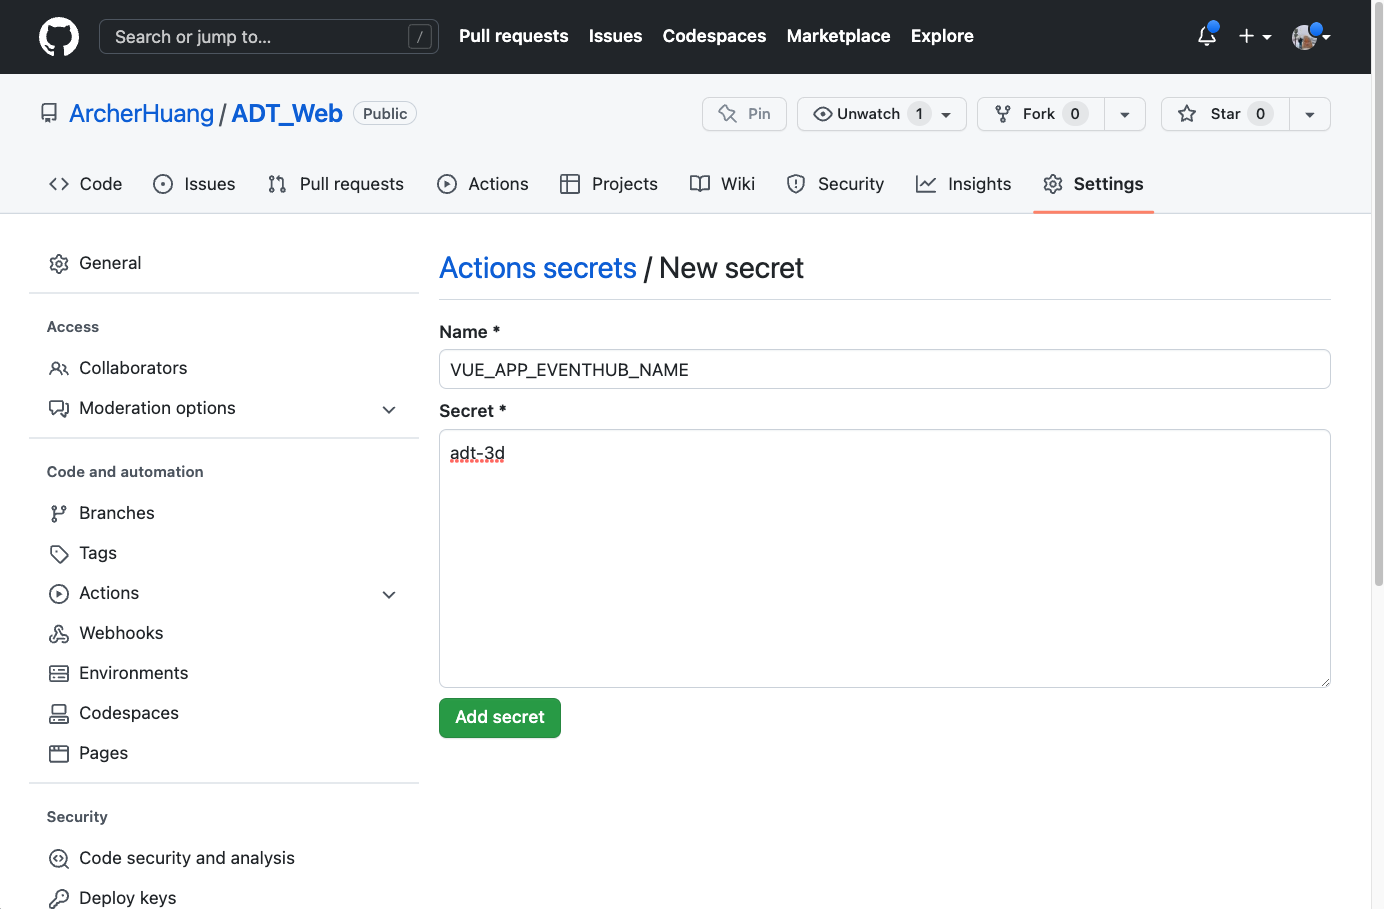 Search or jump to... /
Pull requests Issues Codespaces Marketplace Explore
ArcherHuang / ADT_Web Public
Pin Unwatch 1 Fork 0 Star 0
Code Issues Pull requests Actions Projects Wiki Security Insights Settings
General
Access
Collaborators
Moderation options
Code and automation
Branches
Tags
Actions
Webhooks
Environments
Codespaces
Pages
Security
Code security and analysis
Deploy keys
Actions secrets / New secret
Name *
VUE_APP_EVENTHUB_NAME
Secret *
adt-3d
Add secret